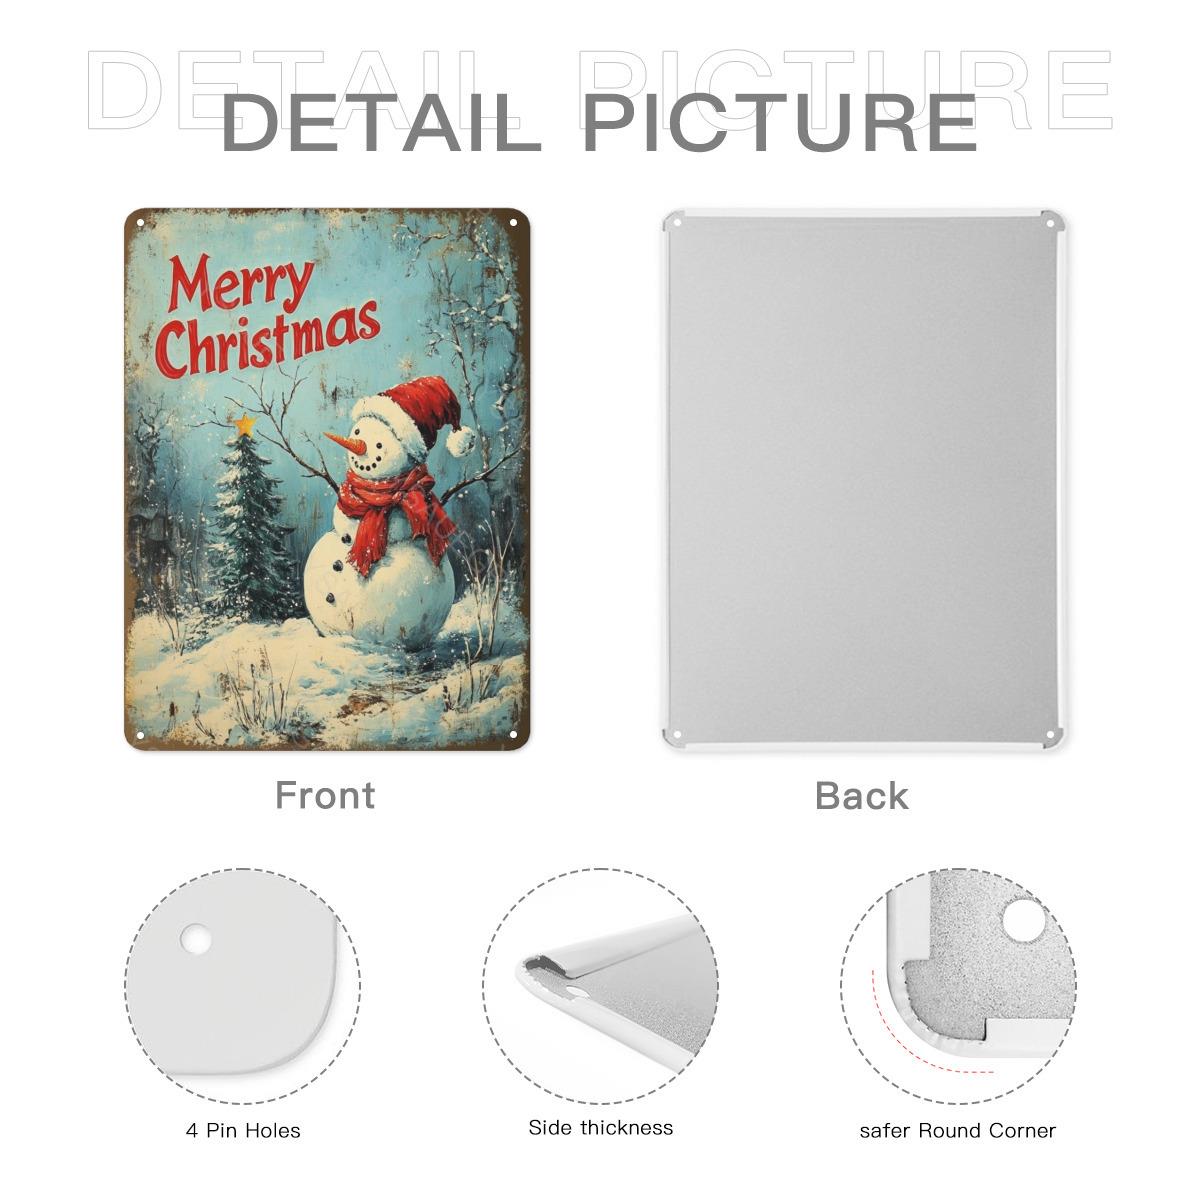 DETAIL PICTURE
DETAIL PICTURE
Merry
Christmas
Front
Back
4 Pin Holes
Side thickness
safer Round Corner